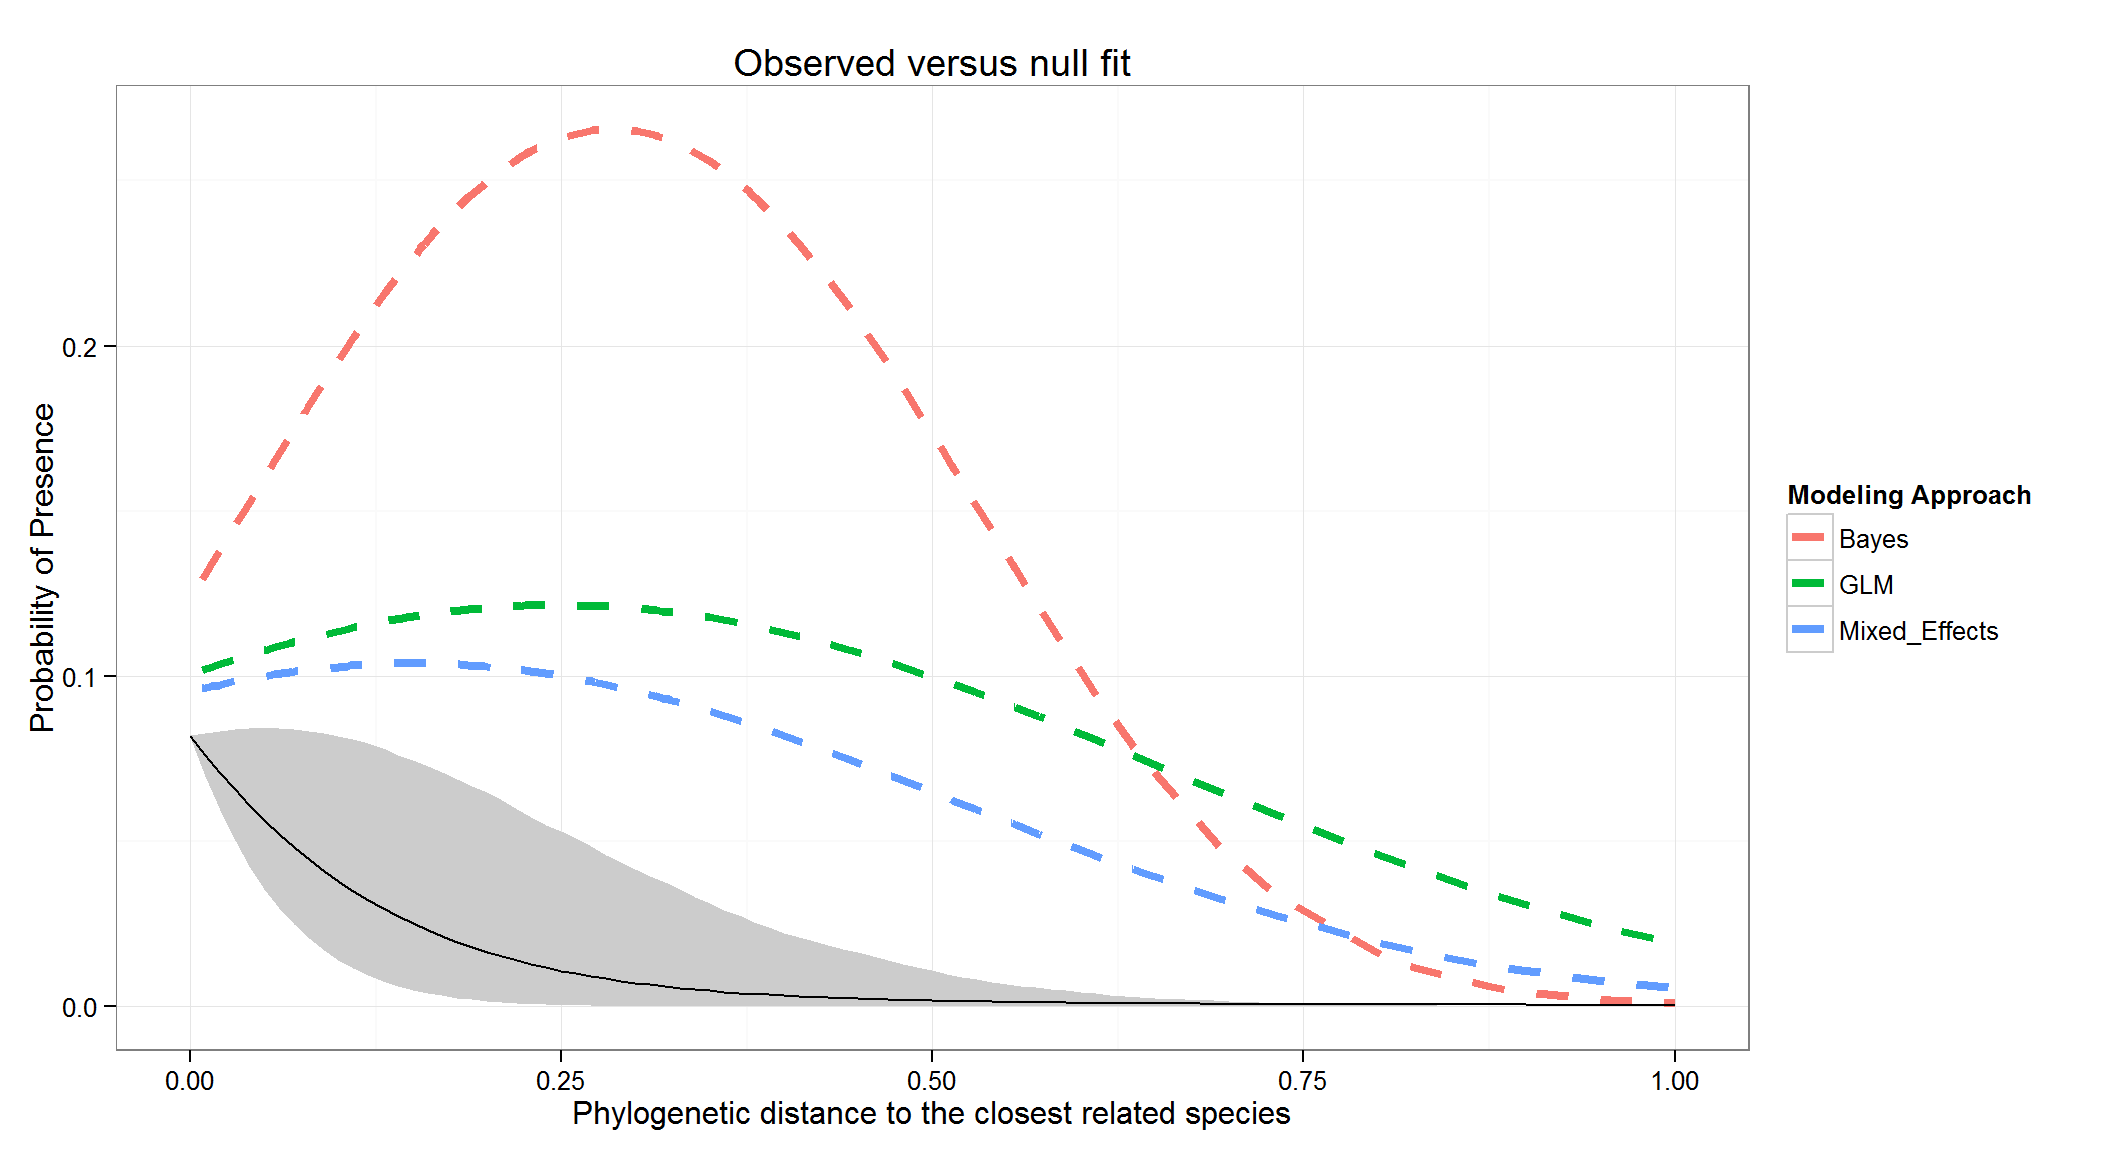 Observed versus null fit
Probability of Presence
0.2
0.1
0.0
0.00
0.25
0.50
0.75
1.00
Phylogenetic distance to the closest related species
Modeling Approach
Bayes
GLM
Mixed_Effects